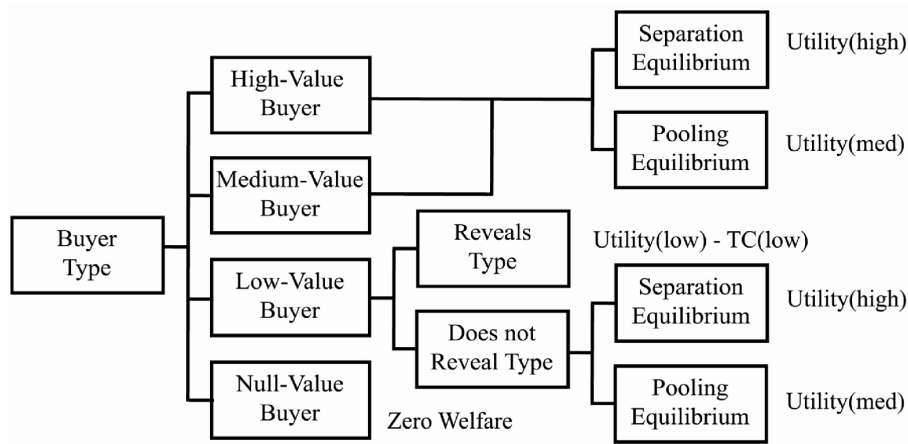 Buyer
Type
High-Value
Buyer
Medium-Value
Buyer
Low-Value
Buyer
Null-Value
Buyer
Zero Welfare
Reveals
Type
Utility(low) - TC(low)
Does not
Reveal Type
Separation
Equilibrium
Utility(high)
Pooling
Equilibrium
Utility(med)
Separation
Equilibrium
Utility(high)
Pooling
Equilibrium
Utility(med)